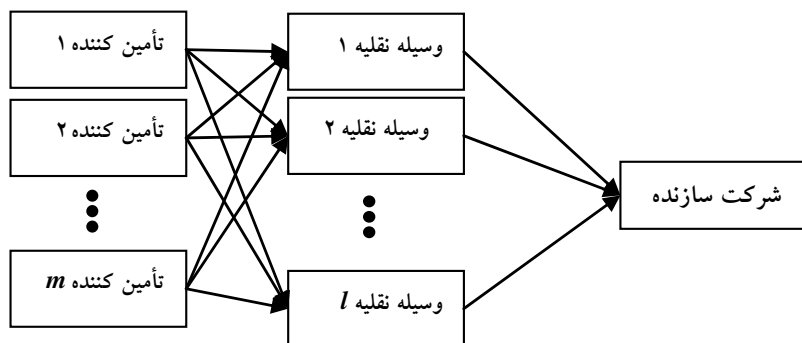 تأمین کننده ۱
وسیله نقلیه ۱
تأمین کننده ۲
وسیله نقلیه ۲
شرکت سازنده
تأمین کننده m
وسیله نقلیه l